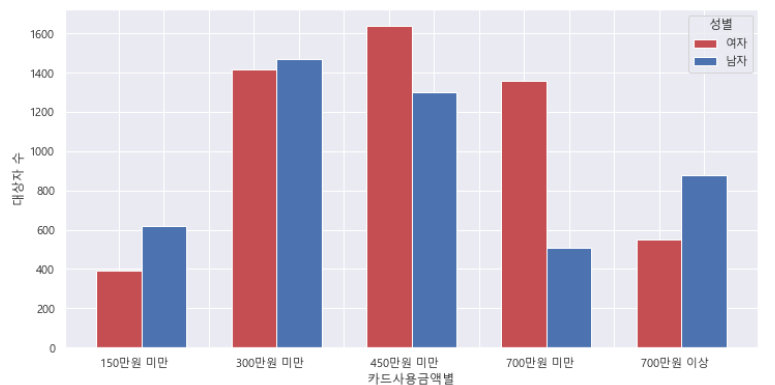 성별
여자
남자
대상자 수
1600
1400
1200
1000
800
600
400
200
0
150만원 미만
300만원 미만
450만원 미만
700만원 미만
700만원 이상
카드사용금액별